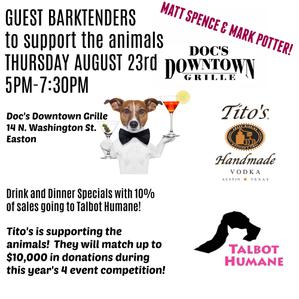 GUEST BARKTENDERS
to support the animals
THURSDAY AUGUST 23rd
5PM-7:30PM
MATT SPENCE & MARK POTTER!
DOC'S
DOWNTOWN
GRILLE
Doc's Downtown Grille
14 N. Washington St.
Easton
Tito's
Handmade
VODKA
AUSTIN TEXAS
Drink and Dinner Specials with 10%
of sales going to Talbot Humane!
Tito's is supporting the
animals! They will match up to
$10,000 in donations during
this year's 4 event competition!
TALBOT
HUMANE